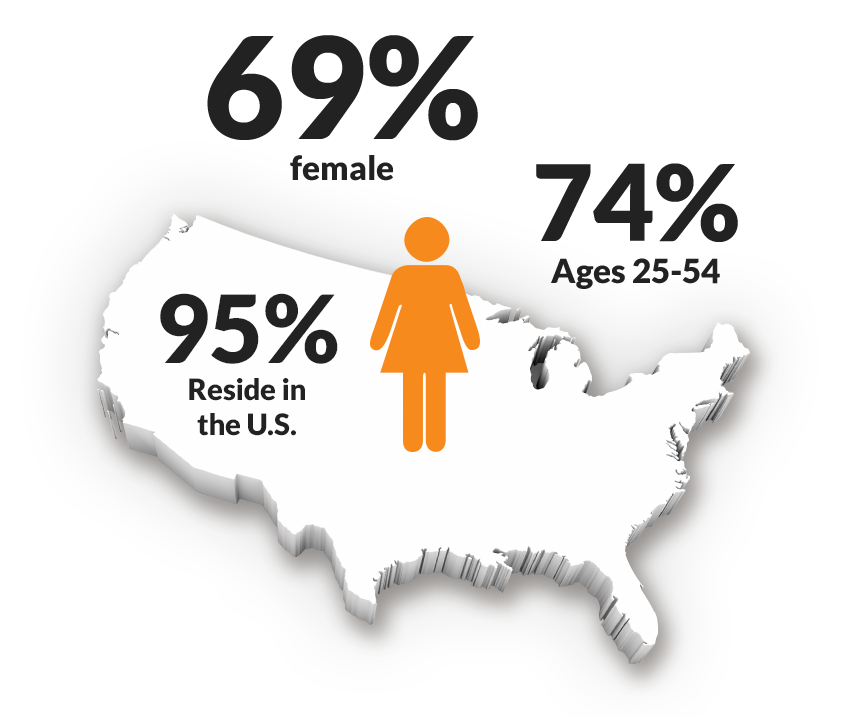 69%
female
74%
Ages 25-54
95%
Reside in
the U.S.